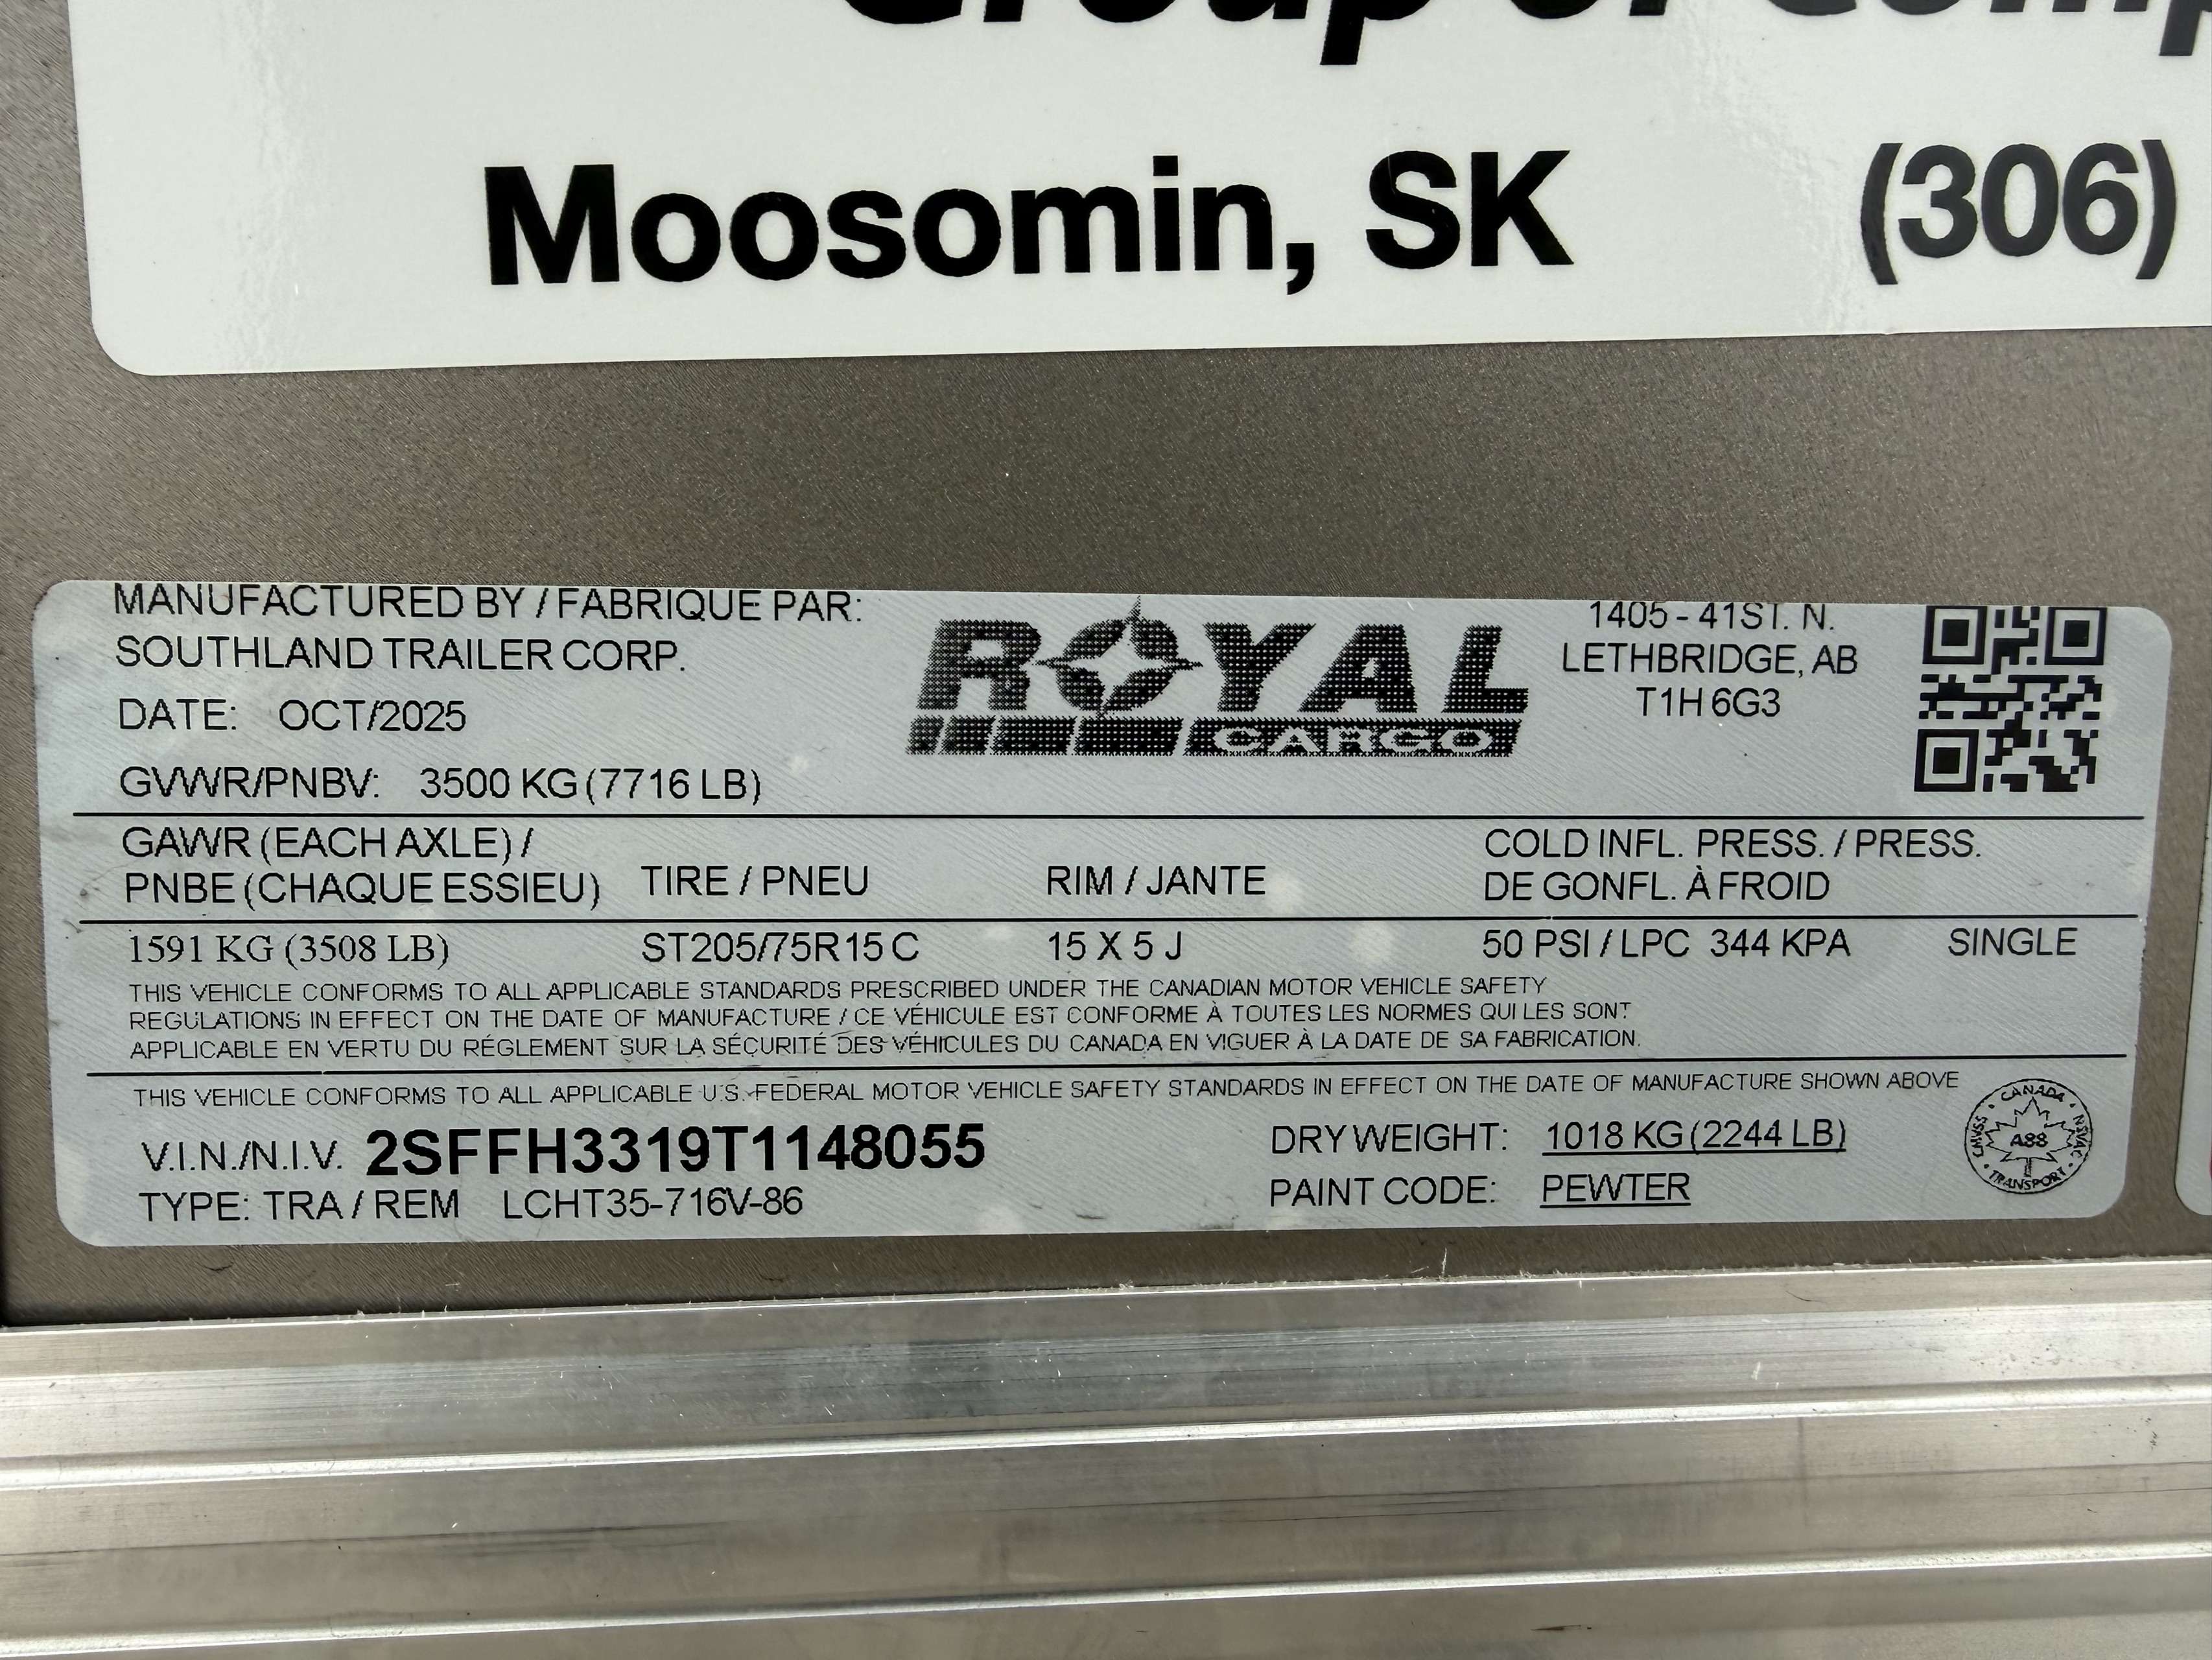 Group of Comp
Moosomin, SK (306)
MANUFACTURED BY / FABRIQUE PAR:
SOUTHLAND TRAILER CORP.
DATE: OCT/2025
GVWR/PNBV: 3500 KG (7716 LB)
ROYAL
CARGO
1405 - 41ST. N.
LETHBRIDGE, AB
T1H 6G3
GAWR (EACH AXLE) /
PNBE (CHAQUE ESSIEU)
TIRE / PNEU
RIM / JANTE
COLD INFL. PRESS. / PRESS.
DE GONFL. À FROID
1591 KG (3508 LB) ST205/75R15 C 15 X 5 J 50 PSI / LPC 344 KPA SINGLE
THIS VEHICLE CONFORMS TO ALL APPLICABLE STANDARDS PRESCRIBED UNDER THE CANADIAN MOTOR VEHICLE SAFETY
REGULATIONS IN EFFECT ON THE DATE OF MANUFACTURE / CE VÉHICULE EST CONFORME À TOUTES LES NORMES QUI LES SONT
APPLICABLE EN VERTU DU RÉGLEMENT SUR LA SÉCURITÉ DES VÉHICULES DU CANADA EN VIGUER À LA DATE DE SA FABRICATION.
THIS VEHICLE CONFORMS TO ALL APPLICABLE U.S. FEDERAL MOTOR VEHICLE SAFETY STANDARDS IN EFFECT ON THE DATE OF MANUFACTURE SHOWN ABOVE
V.I.N./N.I.V. 2SFFH3319T1148055
TYPE: TRA / REM LCHT35-716V-86
DRY WEIGHT: 1018 KG (2244 LB)
PAINT CODE: PEWTER
CANADA
NSVAC
TRANSPORT
CMVSS
A88